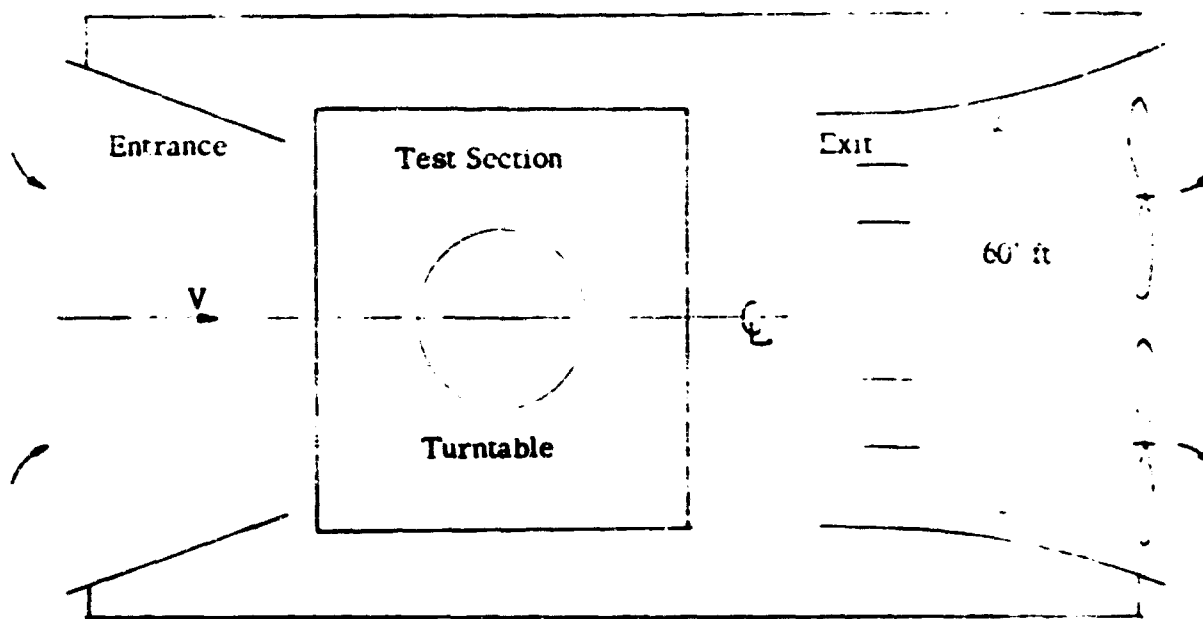 Entrance
Test Section
Exit
60' ft
V
℄
Turntable